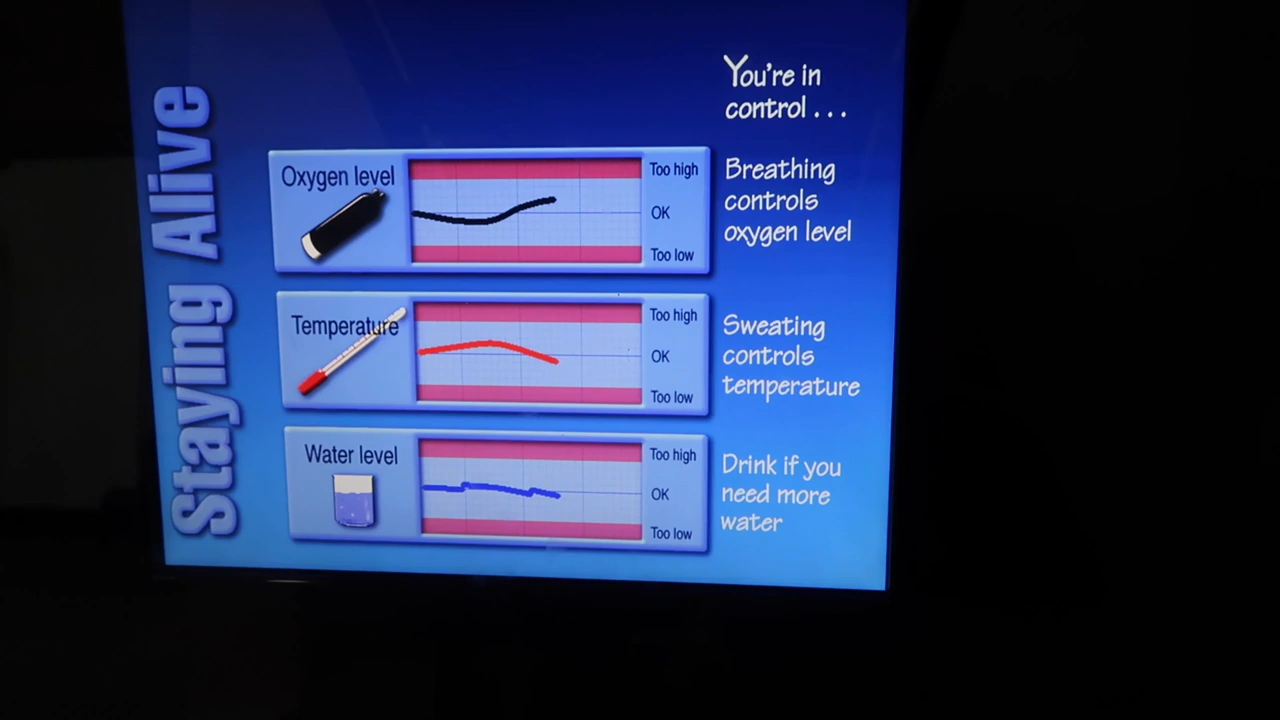 Staying Alive
You're in
control . . .
Oxygen level
Too high
OK
Too low
Breathing
controls
oxygen level
Temperature
Too high
OK
Too low
Sweating
controls
temperature
Water level
Too high
OK
Too low
Drink if you
need more
water